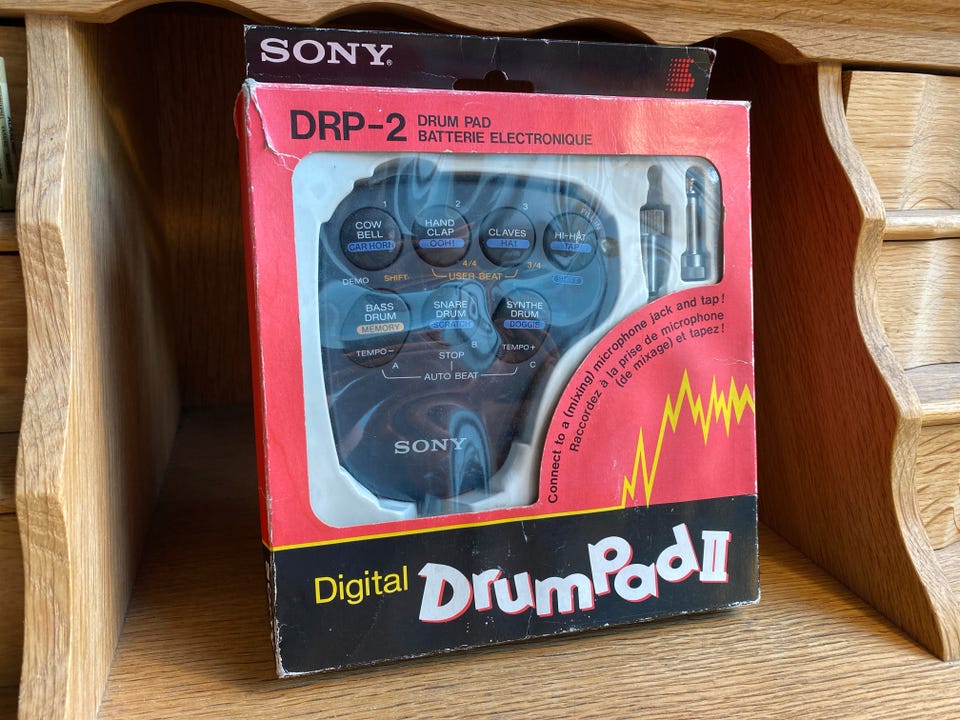 SONY®
DRP-2
DRUM PAD
BATTERIE ELECTRONIQUE
1 2 3 FILL IN
COW BELL
CAR HORN
HAND CLAP
OOH!
CLAVES
HA!
HI-HAT
TAP
DEMO SHIFT 4/4 USER BEAT 3/4
BASS DRUM
MEMORY
SNARE DRUM
SCRATCH
SYNTHE DRUM
DOGGIE
TEMPO− B TEMPO+
A STOP C
AUTO BEAT
SONY
Connect to a (mixing) microphone jack and tap!
Raccordez à la prise de microphone
(de mixage) et tapez!
Digital DrumPad II